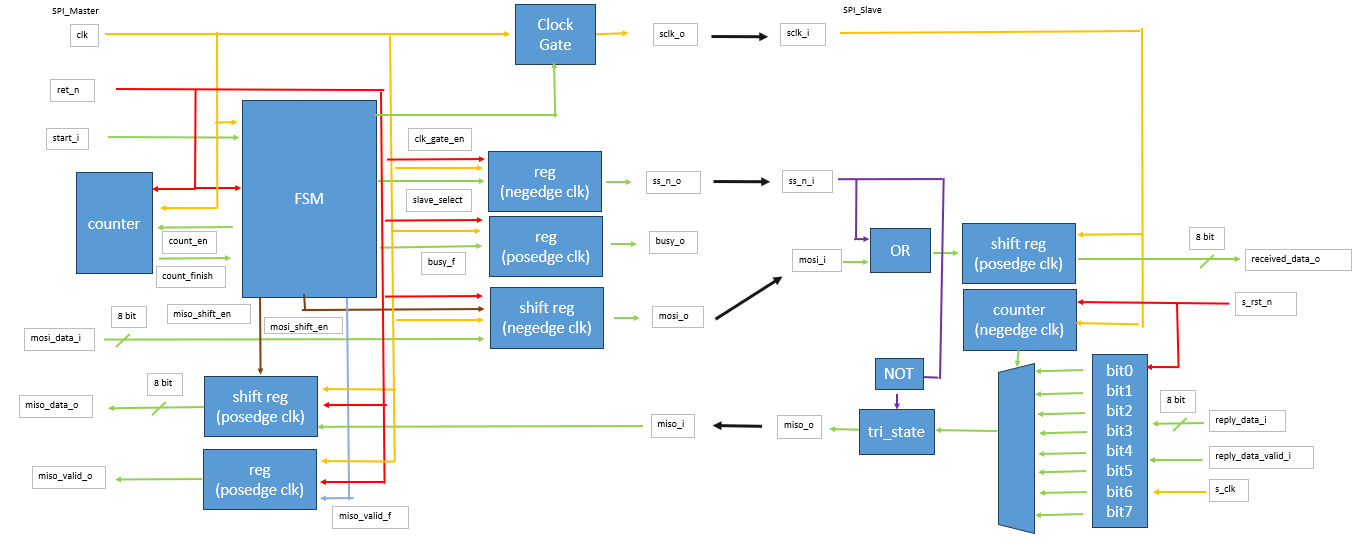 SPI_Master
SPI_Slave
clk
Clock
Gate
sclk_o
sclk_i
ret_n
start_i
clk_gate_en
FSM
counter
reg
(negedge clk)
ss_n_o
ss_n_i
slave_select
count_en
count_finish
reg
(posedge clk)
busy_o
busy_f
mosi_i
OR
shift reg
(posedge clk)
8 bit
received_data_o
miso_shift_en
mosi_shift_en
shift reg
(negedge clk)
mosi_o
counter
(negedge clk)
s_rst_n
8 bit
mosi_data_i
NOT
bit0
bit1
bit2
bit3
bit4
bit5
bit6
bit7
8 bit
reply_data_i
reply_data_valid_i
s_clk
8 bit
miso_data_o
shift reg
(posedge clk)
miso_i
miso_o
tri_state
miso_valid_o
reg
(posedge clk)
miso_valid_f